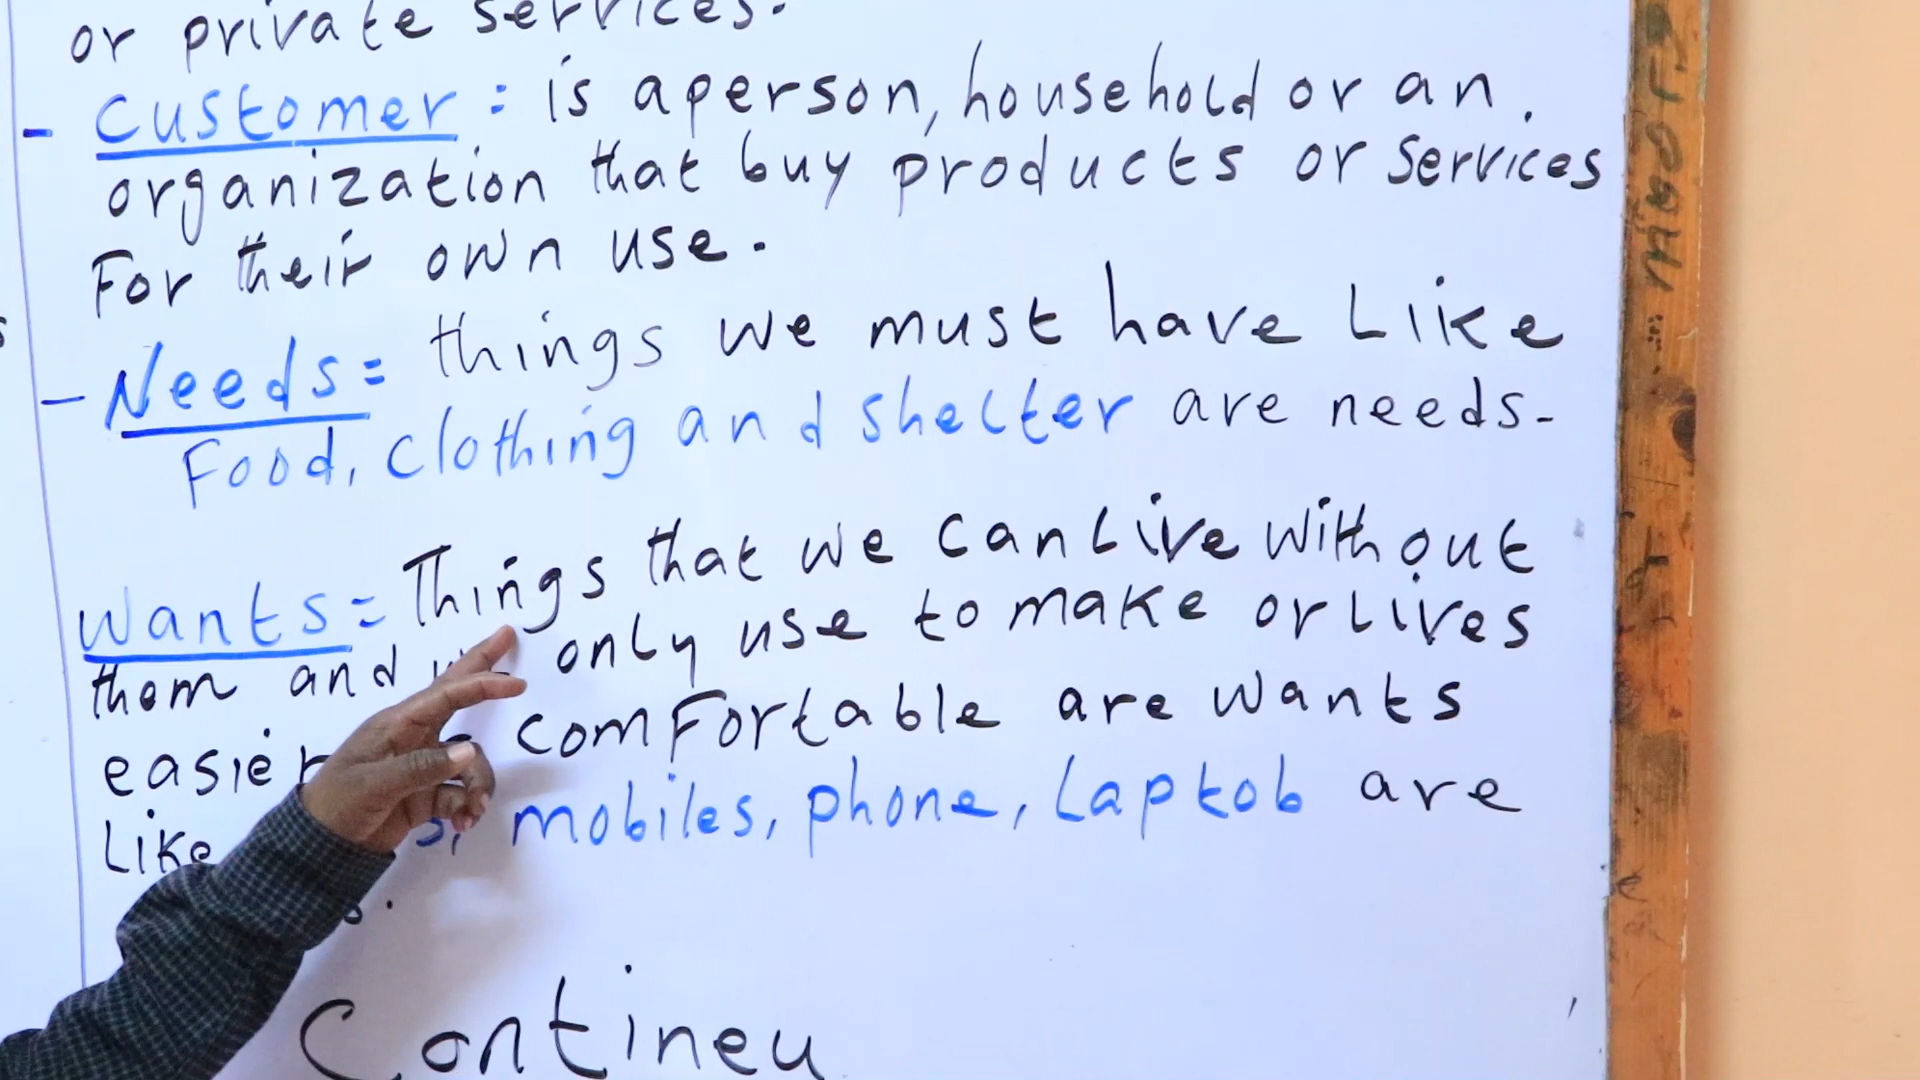 or private services.
- Customer : is aperson, household or an.
organization that buy products or services
For their own use.
- Needs = things we must have Like
Food, clothing and shelter are needs-
Wants = Things that we can Live without
them and only use to make or lives
easier comfortable are wants
Like mobiles, phone, Laptob are
Contineu